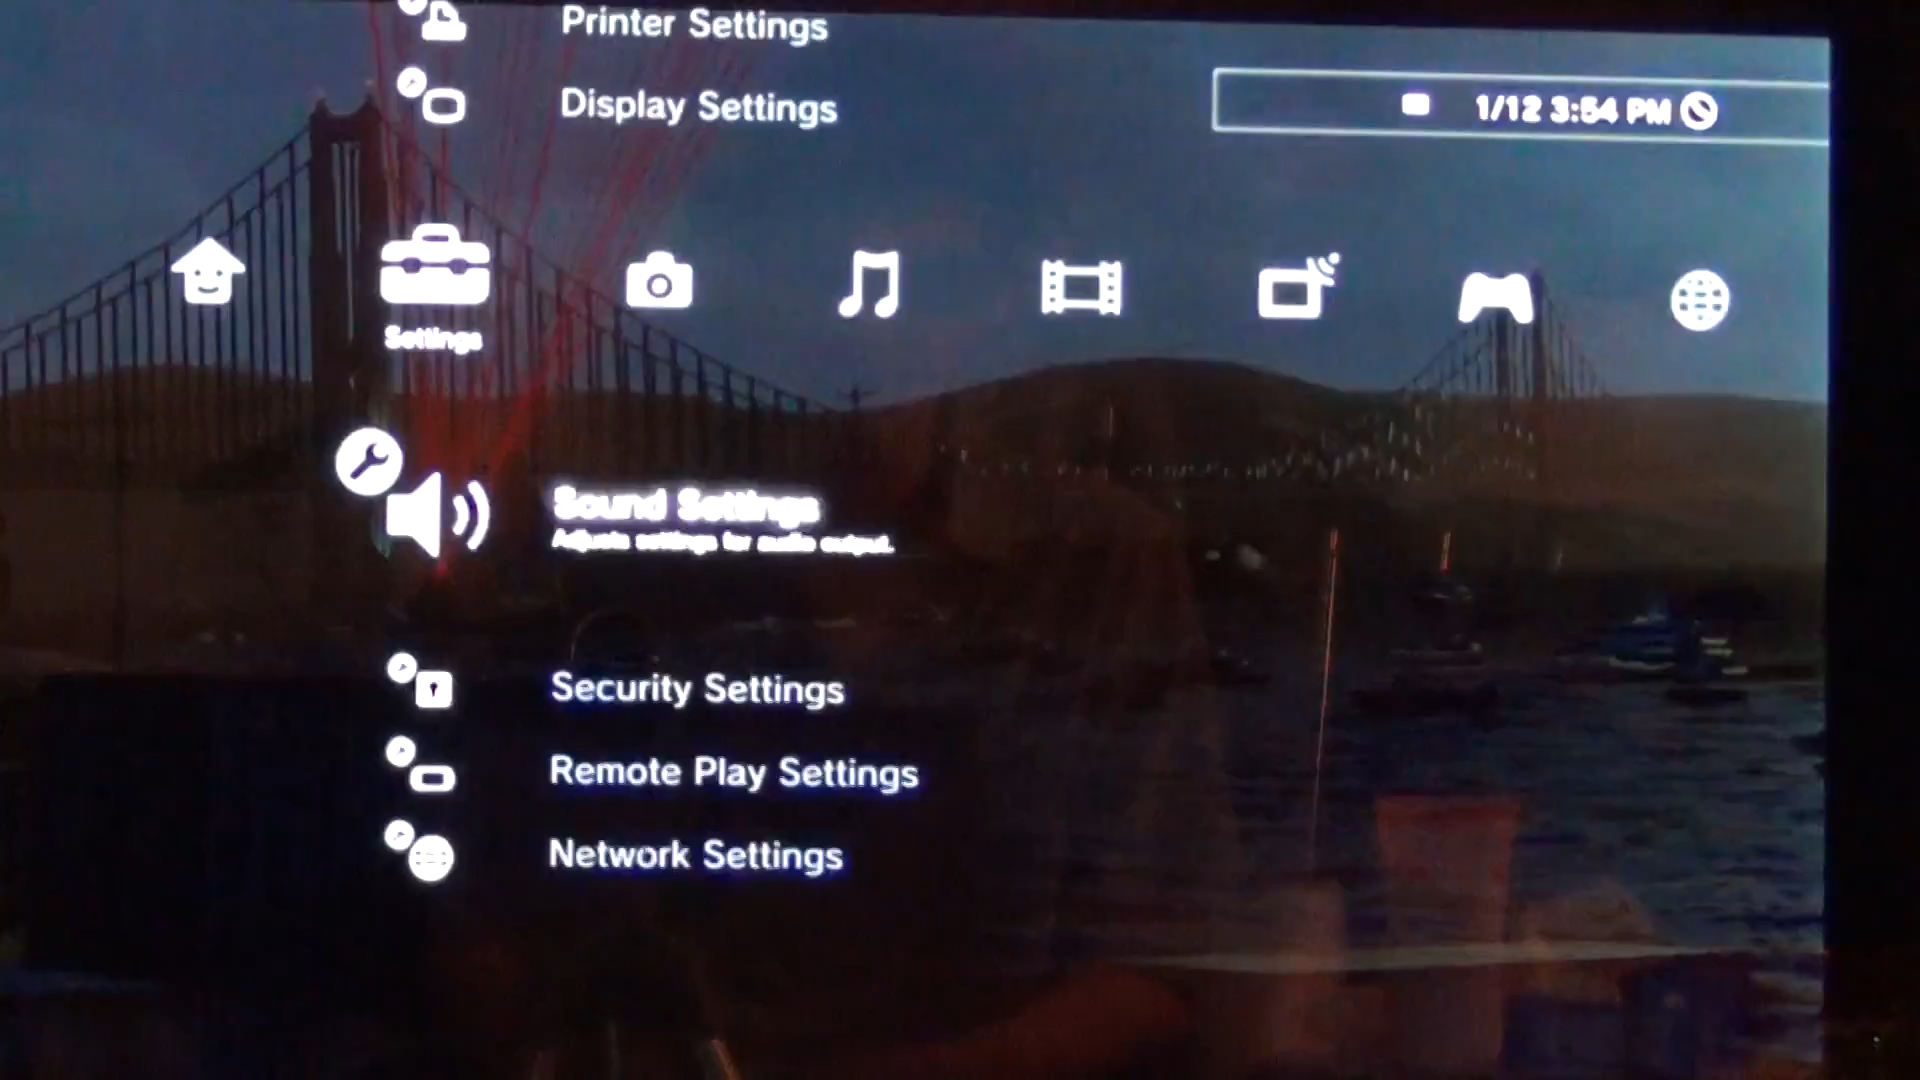 Printer Settings
Display Settings
1/12 3:54 PM
Settings
Sound Settings
Adjusts settings for audio output.
Security Settings
Remote Play Settings
Network Settings